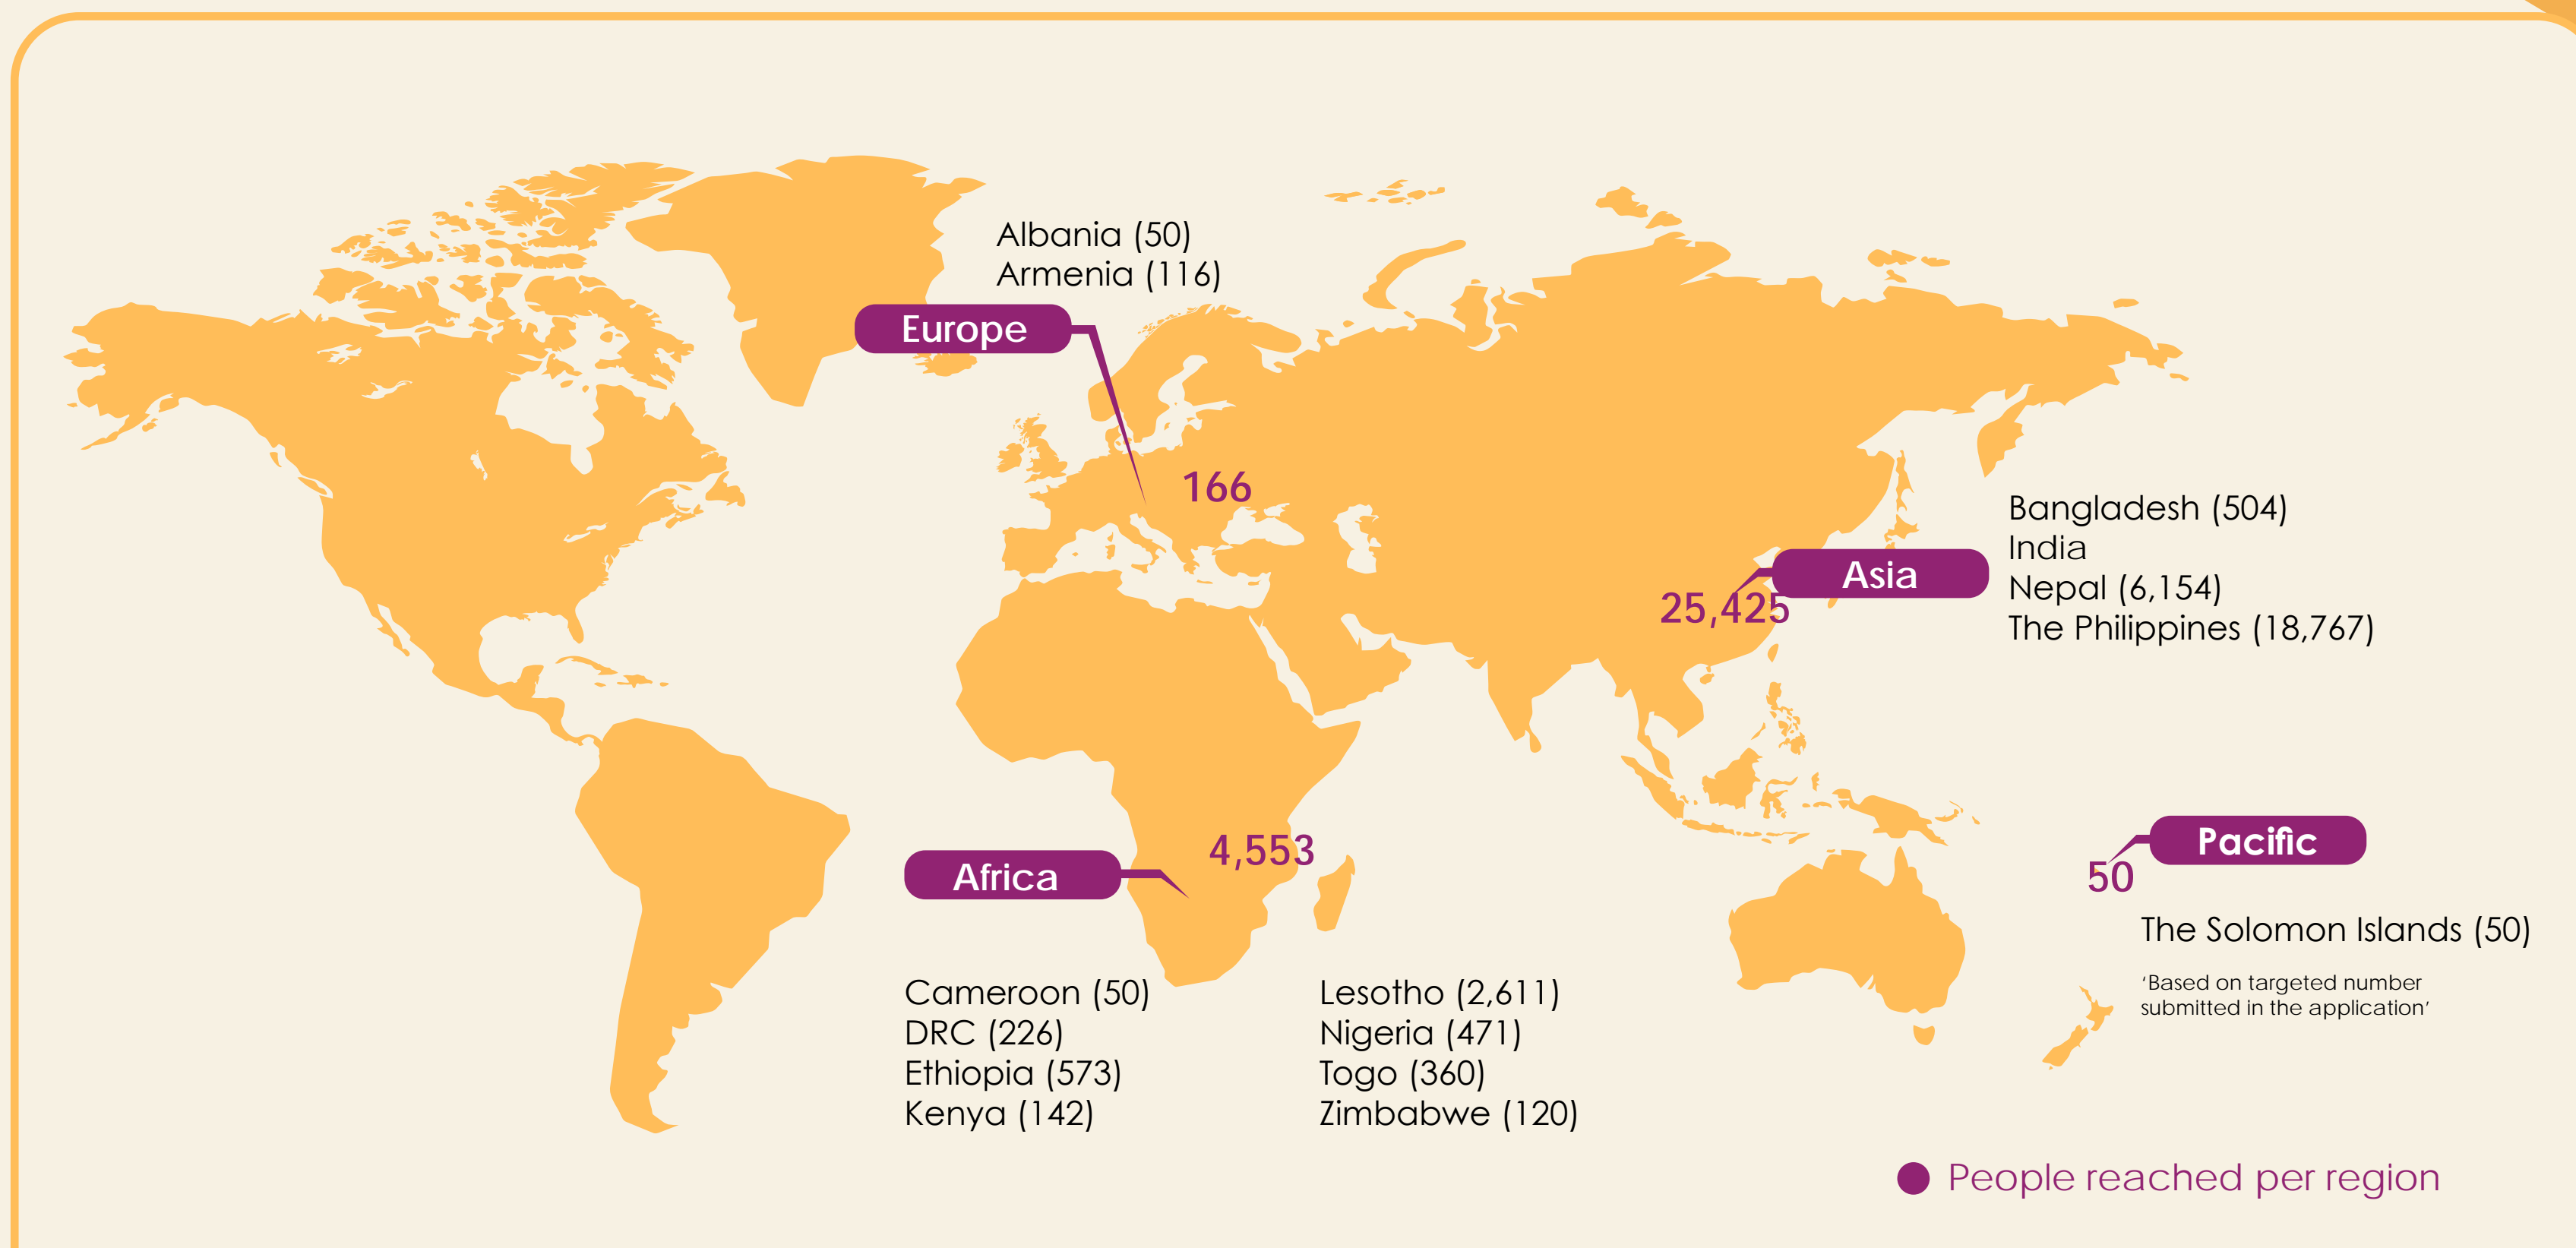 Albania (50)
Armenia (116)
Europe
166
Bangladesh (504)
India
Nepal (6,154)
The Philippines (18,767)
Asia
25,425
Africa
4,553
Cameroon (50)
DRC (226)
Ethiopia (573)
Kenya (142)
Lesotho (2,611)
Nigeria (471)
Togo (360)
Zimbabwe (120)
Pacific
50
The Solomon Islands (50)
‘Based on targeted number
submitted in the application’
People reached per region